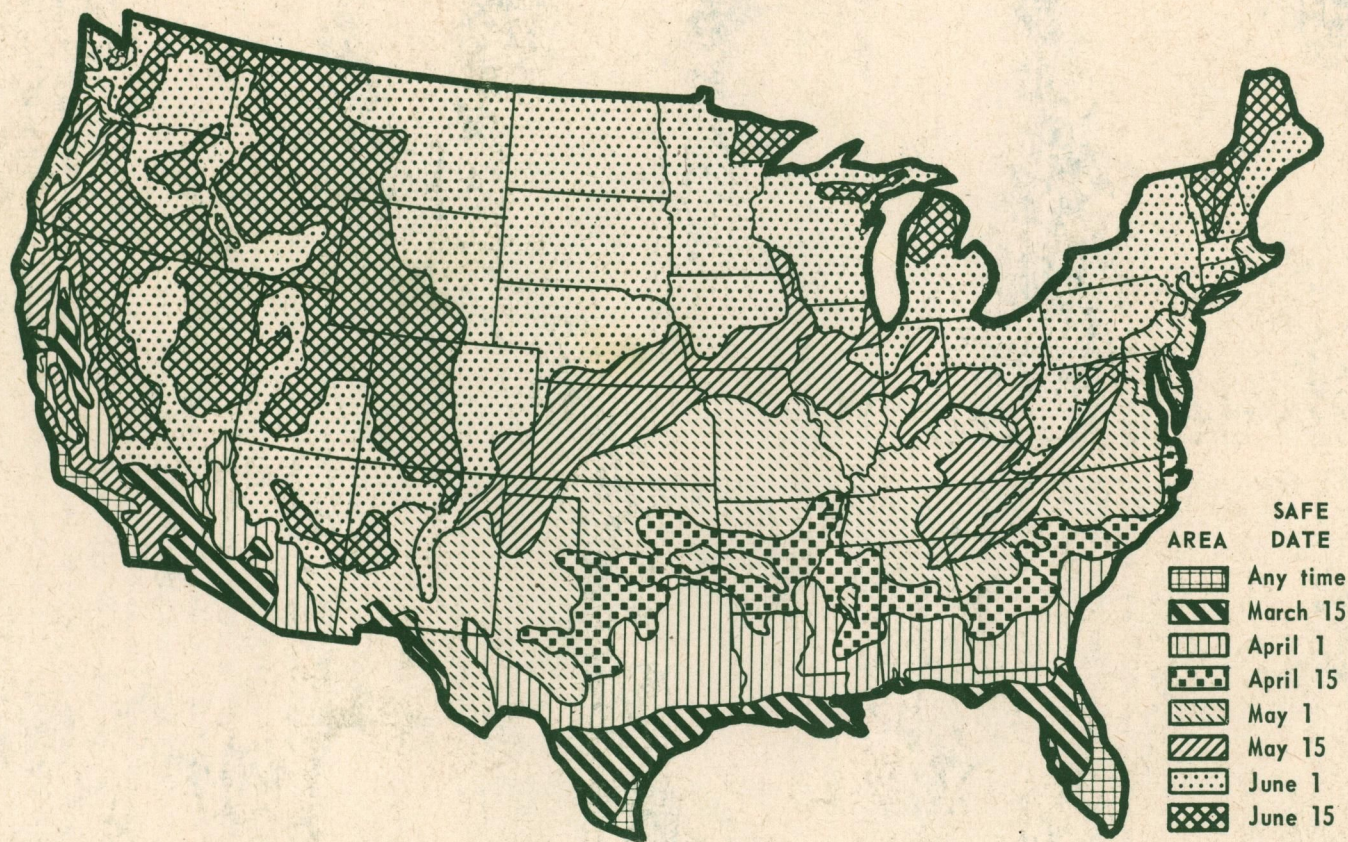 SAFE
AREA DATE
Any time
March 15
April 1
April 15
May 1
May 15
June 1
June 15